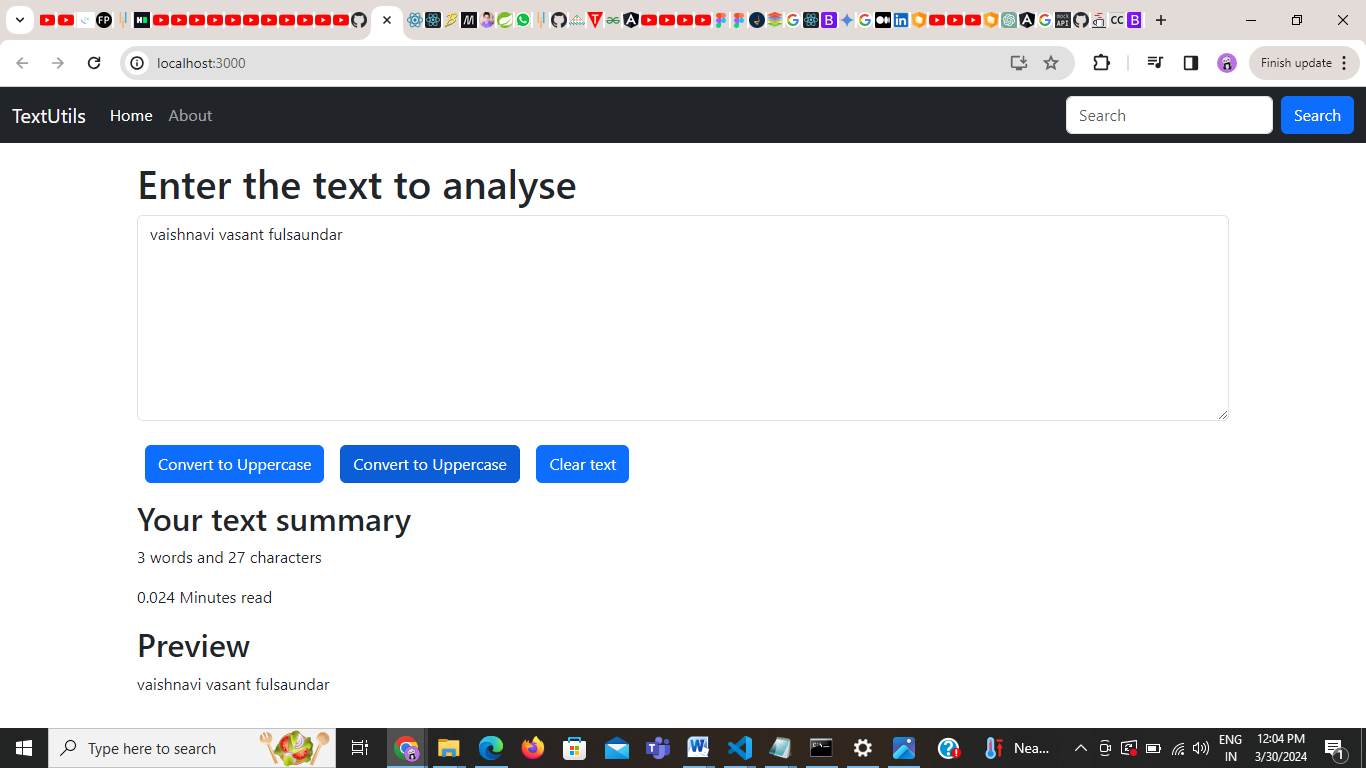 localhost:3000
Finish update
TextUtils Home About Search Search
Enter the text to analyse
vaishnavi vasant fulsaundar
Convert to Uppercase Convert to Uppercase Clear text
Your text summary
3 words and 27 characters
0.024 Minutes read
Preview
vaishnavi vasant fulsaundar
Type here to search
Nea...
ENG
IN
12:04 PM
3/30/2024
1